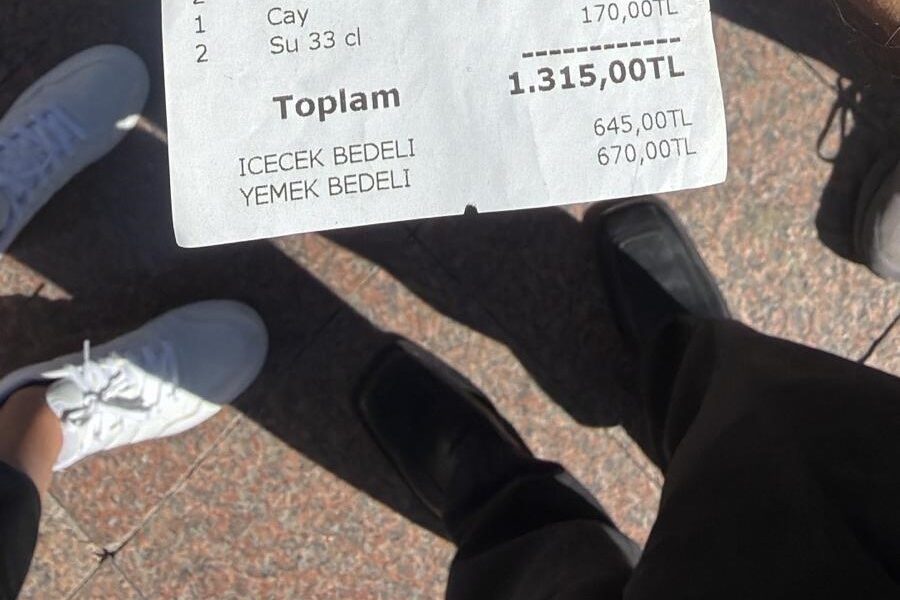 1 Cay
2 Su 33 cl 170,00TL
------------
Toplam 1.315,00TL
ICECEK BEDELI 645,00TL
YEMEK BEDELI 670,00TL